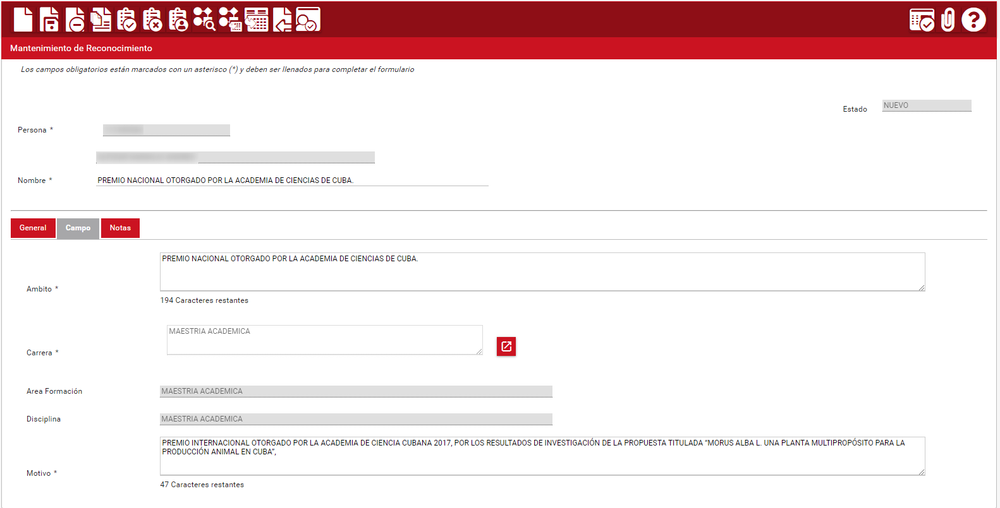 Mantenimiento de Reconocimiento
Los campos obligatorios están marcados con un asterisco (*) y deben ser llenados para completar el formulario
Estado NUEVO
Persona *
Nombre * PREMIO NACIONAL OTORGADO POR LA ACADEMIA DE CIENCIAS DE CUBA.
General Campo Notas
PREMIO NACIONAL OTORGADO POR LA ACADEMIA DE CIENCIAS DE CUBA.
Ambito *
194 Caracteres restantes
MAESTRIA ACADEMICA
Carrera *
Area Formación MAESTRIA ACADEMICA
Disciplina MAESTRIA ACADEMICA
PREMIO INTERNACIONAL OTORGADO POR LA ACADEMIA DE CIENCIA CUBANA 2017, POR LOS RESULTADOS DE INVESTIGACIÓN DE LA PROPUESTA TITULADA “MORUS ALBA L. UNA PLANTA MULTIPROPÓSITO PARA LA
PRODUCCIÓN ANIMAL EN CUBA”,
Motivo *
47 Caracteres restantes